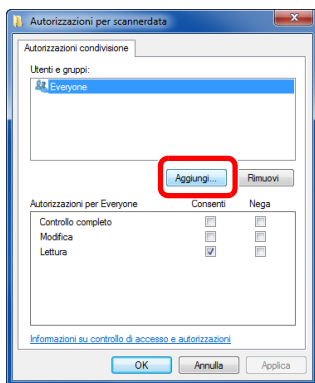 Autorizzazioni per scannerdata
Autorizzazioni condivisione
Utenti e gruppi:
Everyone
Aggiungi... Rimuovi
Autorizzazioni per Everyone Consenti Nega
Controllo completo
Modifica
Lettura
Informazioni su controllo di accesso e autorizzazioni
OK Annulla Applica